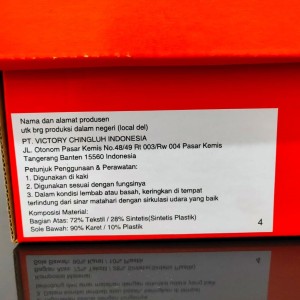 Nama dan alamat produsen
utk brg produksi dalam negeri (local del)
PT. VICTORY CHINGLUH INDONESIA
JL. Otonom Pasar Kemis No.48/49 Rt 003/Rw 004 Pasar Kemis
Tangerang Banten 15560 Indonesia
Petunjuk Penggunaan & Perawatan:
1. Digunakan di kaki
2. Digunakan sesuai dengan fungsinya
3. Dalam kondisi lembab atau basah, keringkan di tempat
terlindung dari sinar matahari dengan sirkulasi udara yang baik
Komposisi Material:
Bagian Atas: 72% Tekstil / 28% Sintetis(Sintetis Plastik)
Sole Bawah: 90% Karet / 10% Plastik
4